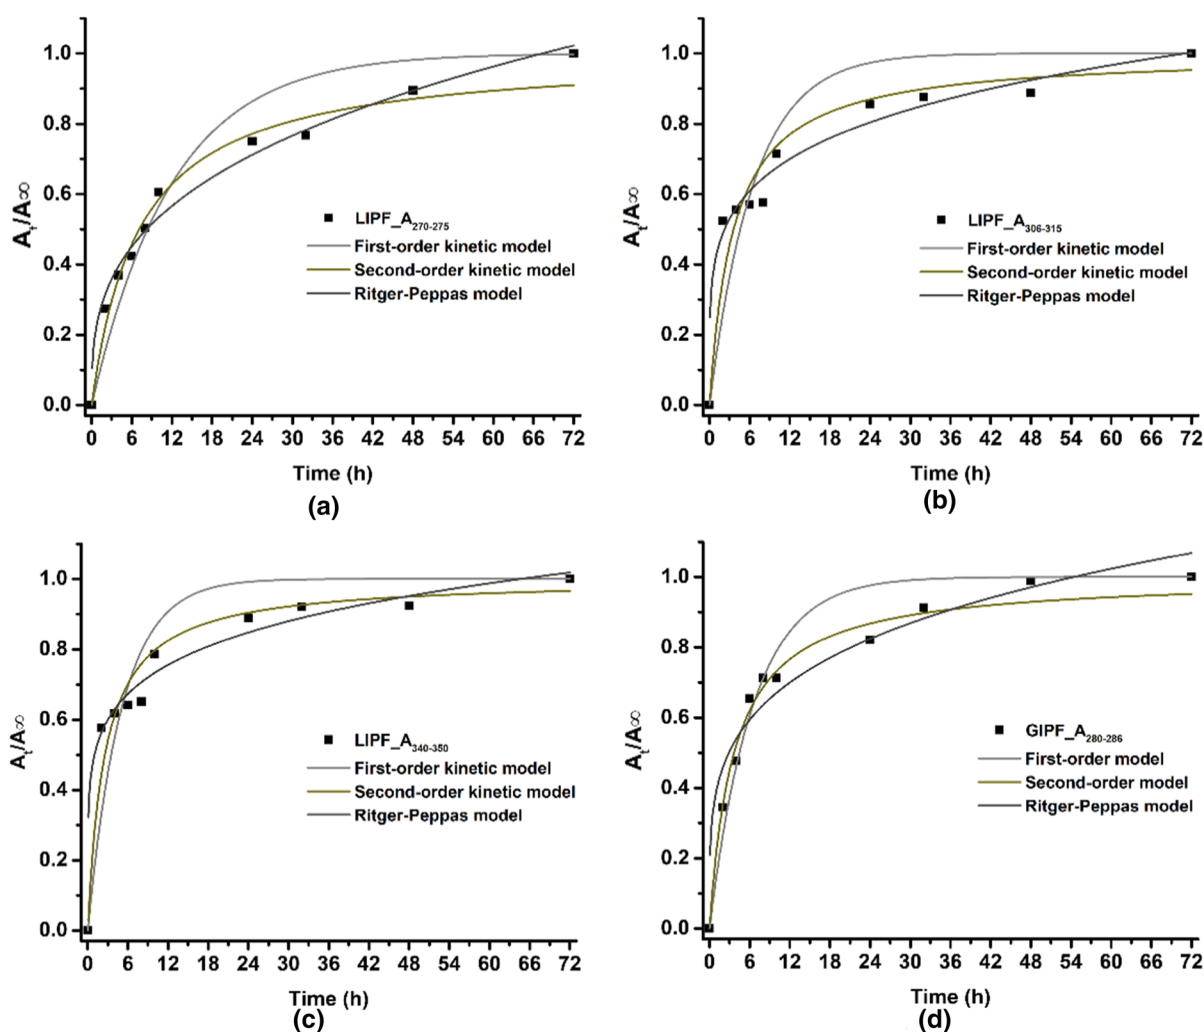 1.0
0.8
0.6
0.4
0.2
0.0
At/A∞
LIPF_A270-275
First-order kinetic model
Second-order kinetic model
Ritger-Peppas model
0 6 12 18 24 30 36 42 48 54 60 66 72
Time (h)
(a)
1.0
0.8
0.6
0.4
0.2
0.0
At/A∞
LIPF_A306-315
First-order kinetic model
Second-order kinetic model
Ritger-Peppas model
0 6 12 18 24 30 36 42 48 54 60 66 72
Time (h)
(b)
1.0
0.8
0.6
0.4
0.2
0.0
At/A∞
LIPF_A340-350
First-order kinetic model
Second-order kinetic model
Ritger-Peppas model
0 6 12 18 24 30 36 42 48 54 60 66 72
Time (h)
(c)
1.0
0.8
0.6
0.4
0.2
0.0
At/A∞
GIPF_A280-286
First-order model
Second-order model
Ritger-Peppas model
0 6 12 18 24 30 36 42 48 54 60 66 72
Time (h)
(d)